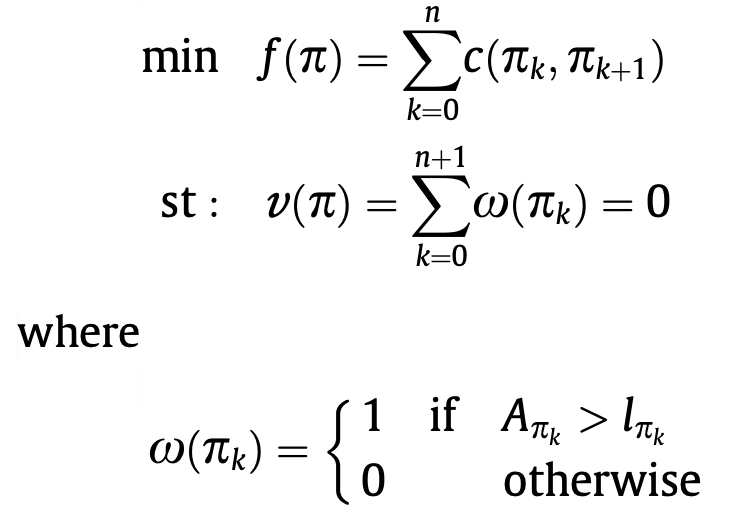 min f(π) = ∑_{k=0}^{n} c(π_k, π_{k+1})
st : v(π) = ∑_{k=0}^{n+1} ω(π_k) = 0
where
ω(π_k) = { 1 if A_{π_k} > l_{π_k}
0 otherwise